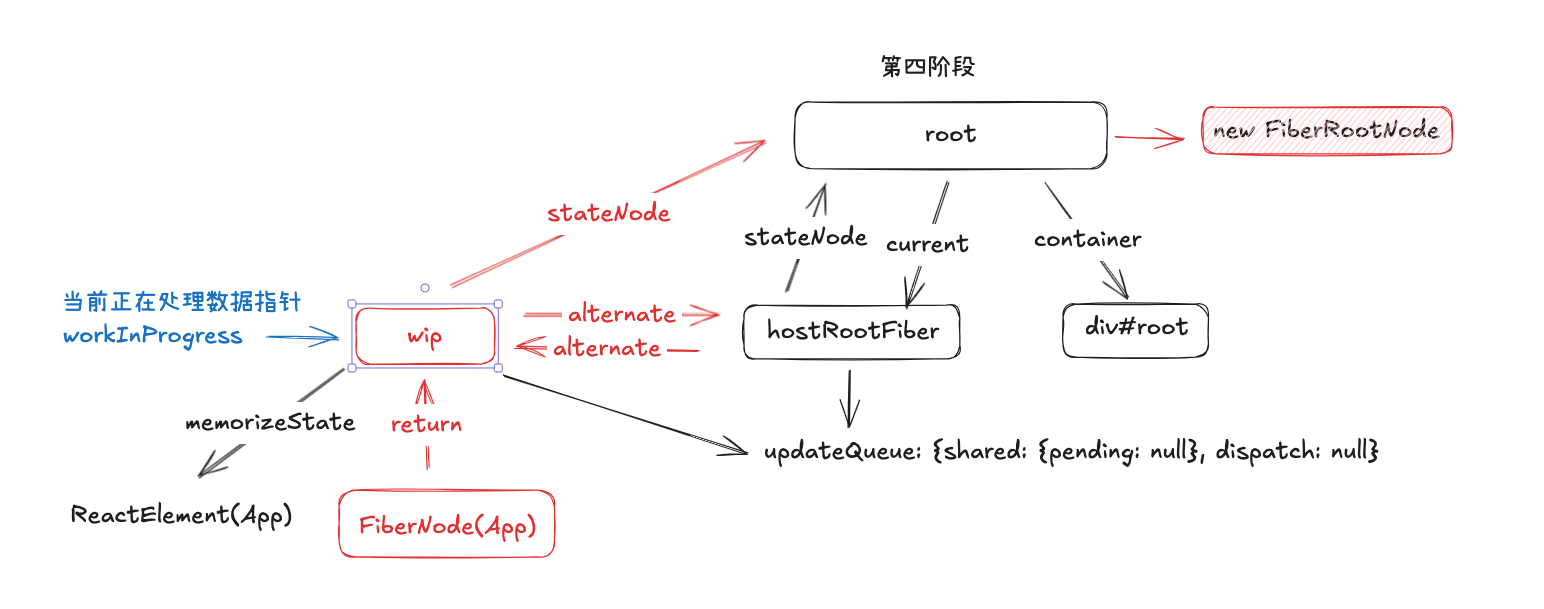 第四阶段
root
new FiberRootNode
stateNode
stateNode
current
container
当前正在处理数据指针
workInProgress
wip
alternate
alternate
hostRootFiber
div#root
memorizeState
return
updateQueue: {shared: {pending: null}, dispatch: null}
ReactElement(App)
FiberNode(App)